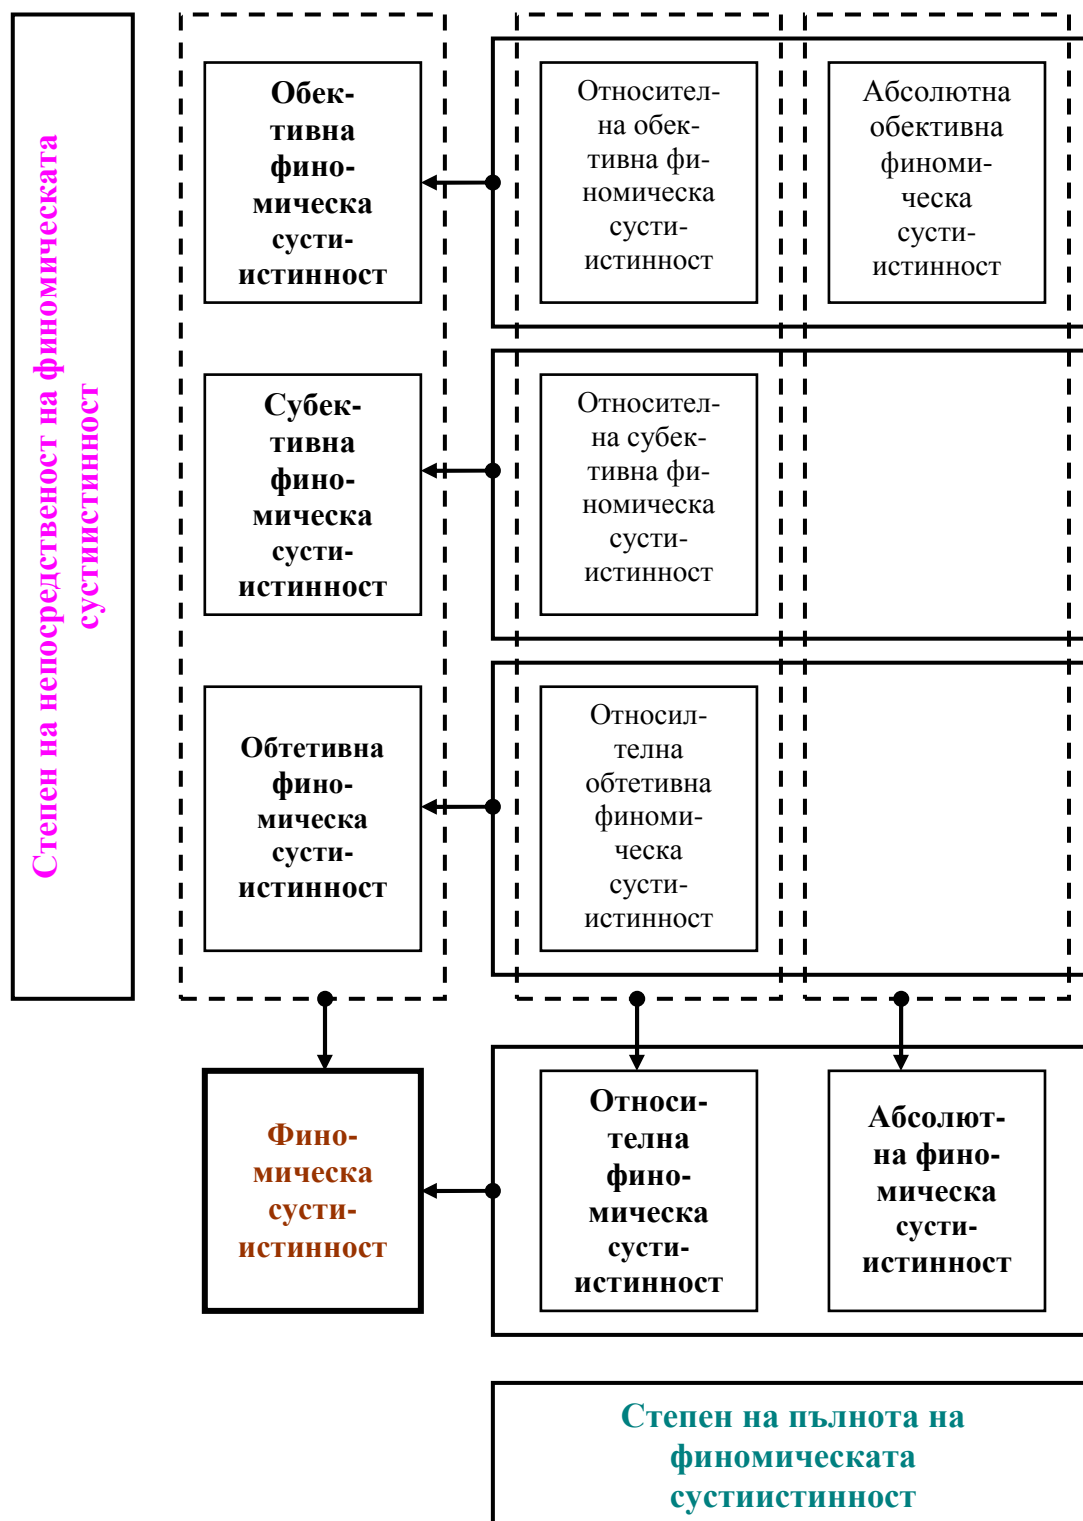 Степен на непосредственост на финомическата
сустиистинност
Обек-
тивна
фино-
мическа
сусти-
истинност
Относител-
на обек-
тивна фи-
номическа
сусти-
истинност
Абсолютна
обективна
финоми-
ческа
сусти-
истинност
Субек-
тивна
фино-
мическа
сусти-
истинност
Относител-
на субек-
тивна фи-
номическа
сусти-
истинност
Обтетивна
фино-
мическа
сусти-
истинност
Относил-
телна
обтетивна
финоми-
ческа
сусти-
истинност
Фино-
мическа
сусти-
истинност
Относи-
телна
фино-
мическа
сусти-
истинност
Абсолют-
на фино-
мическа
сусти-
истинност
Степен на пълнота на
финомическата
сустиистинност